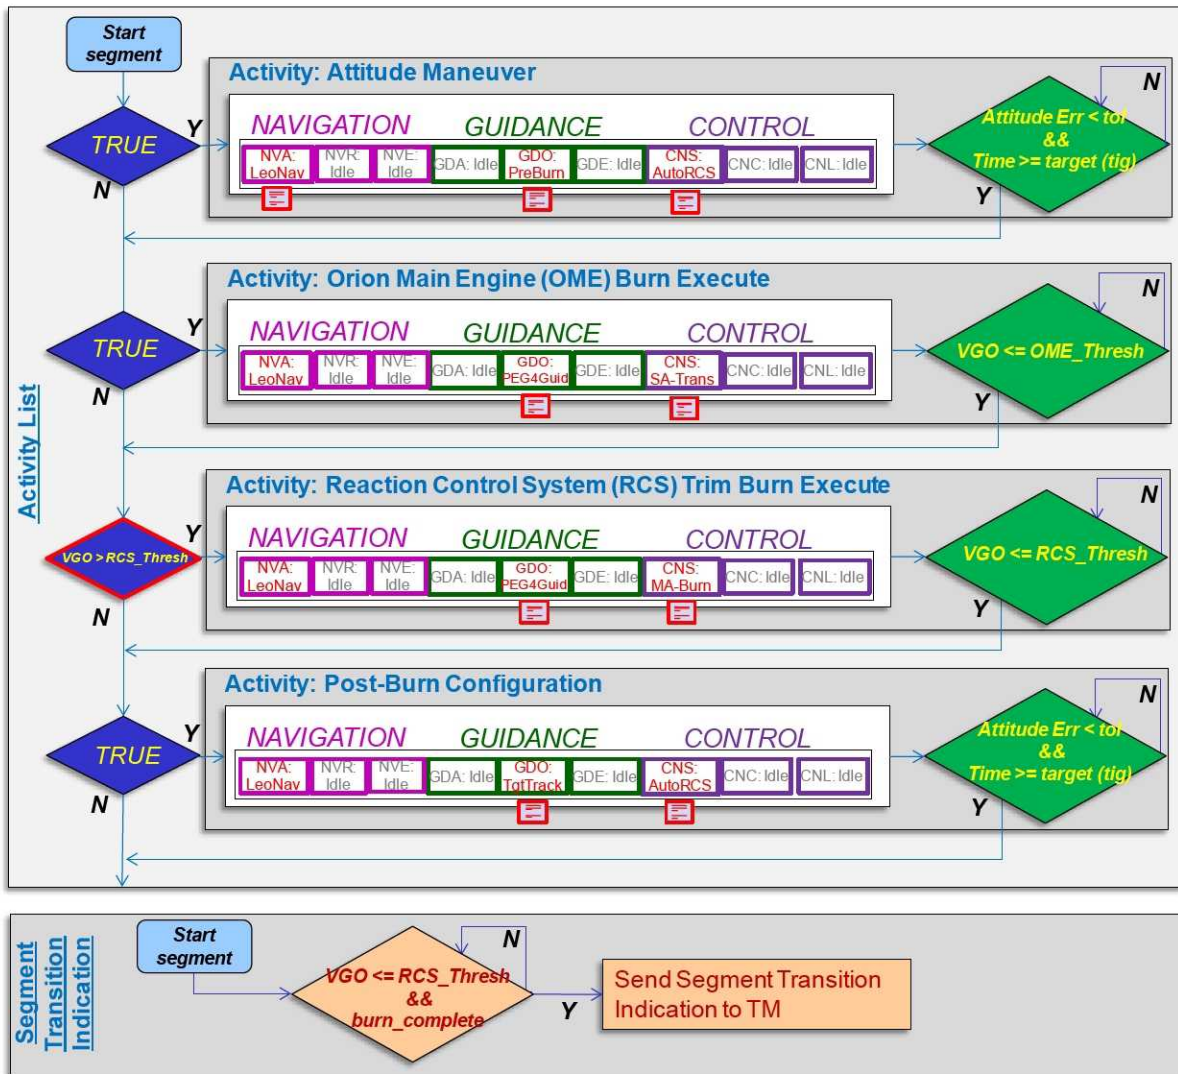 Start
segment
Activity: Attitude Maneuver
N
Attitude Err < tol
&&
Time >= target (tig)
Y
TRUE
Y
N
NAVIGATION GUIDANCE CONTROL
NVA: NVR: NVE: GDA: Idle GDO: GDE: Idle CNS: CNC: Idle CNL: Idle
LeoNav Idle Idle PreBurn AutoRCS
Activity: Orion Main Engine (OME) Burn Execute
N
VGO <= OME_Thresh
Y
TRUE
Y
N
NAVIGATION GUIDANCE CONTROL
NVA: NVR: NVE: GDA: Idle GDO: GDE: Idle CNS: CNC: Idle CNL: Idle
LeoNav Idle Idle PEG4Guid SA-Trans
Activity List
Activity: Reaction Control System (RCS) Trim Burn Execute
N
VGO <= RCS_Thresh
Y
VGO > RCS_Thresh
Y
N
NAVIGATION GUIDANCE CONTROL
NVA: NVR: NVE: GDA: Idle GDO: GDE: Idle CNS: CNC: Idle CNL: Idle
LeoNav Idle Idle PEG4Guid MA-Burn
Activity: Post-Burn Configuration
N
Attitude Err < tol
&&
Time >= target (tig)
Y
TRUE
Y
N
NAVIGATION GUIDANCE CONTROL
NVA: NVR: NVE: GDA: Idle GDO: GDE: Idle CNS: CNC: Idle CNL: Idle
LeoNav Idle Idle TgtTrack AutoRCS
Segment
Transition
Indication
Start
segment
N
VGO <= RCS_Thresh
&&
burn_complete
Y
Send Segment Transition
Indication to TM